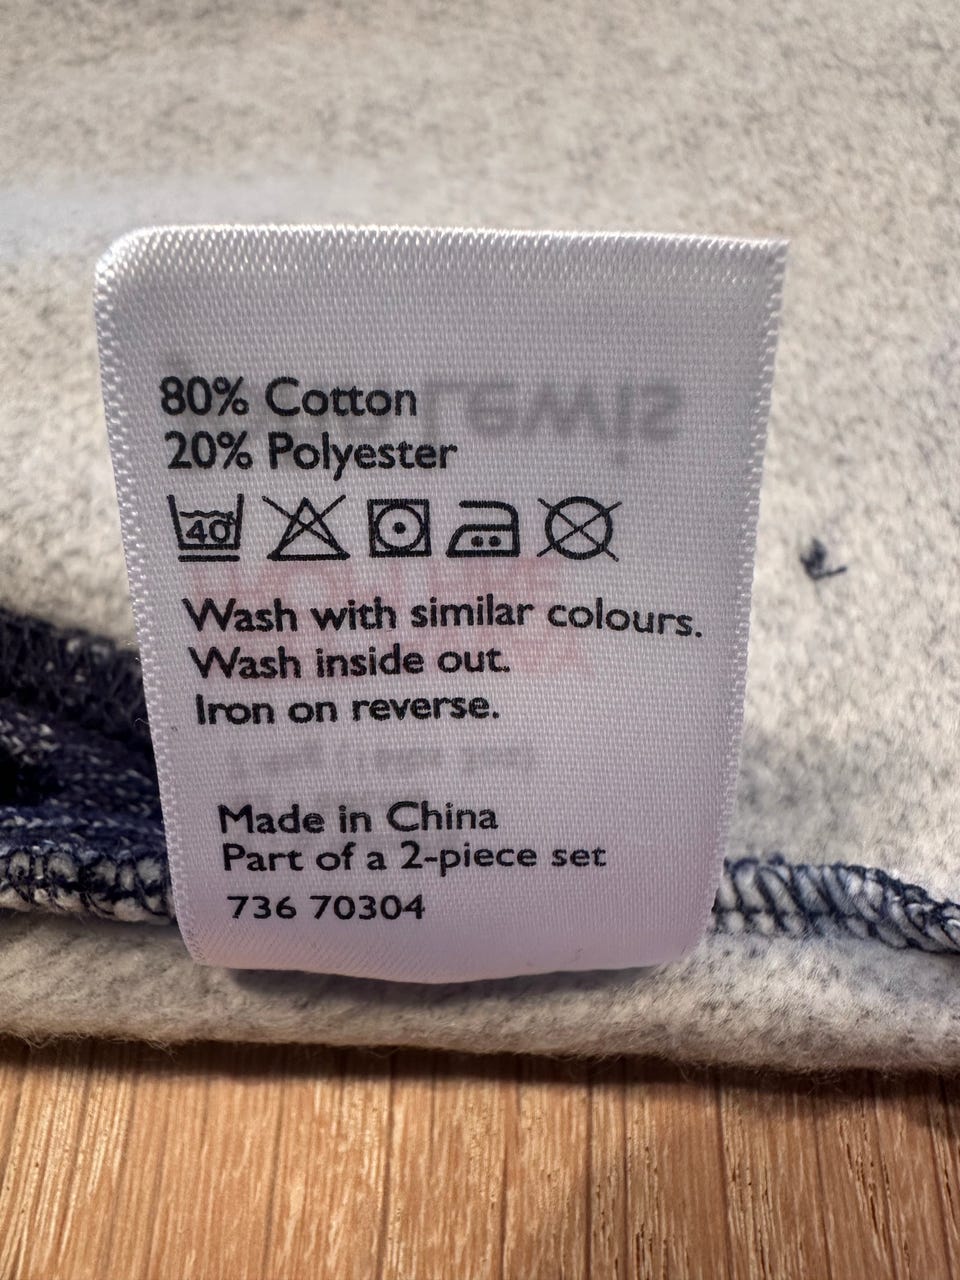 80% Cotton
20% Polyester
40
Wash with similar colours.
Wash inside out.
Iron on reverse.
Made in China
Part of a 2-piece set
736 70304